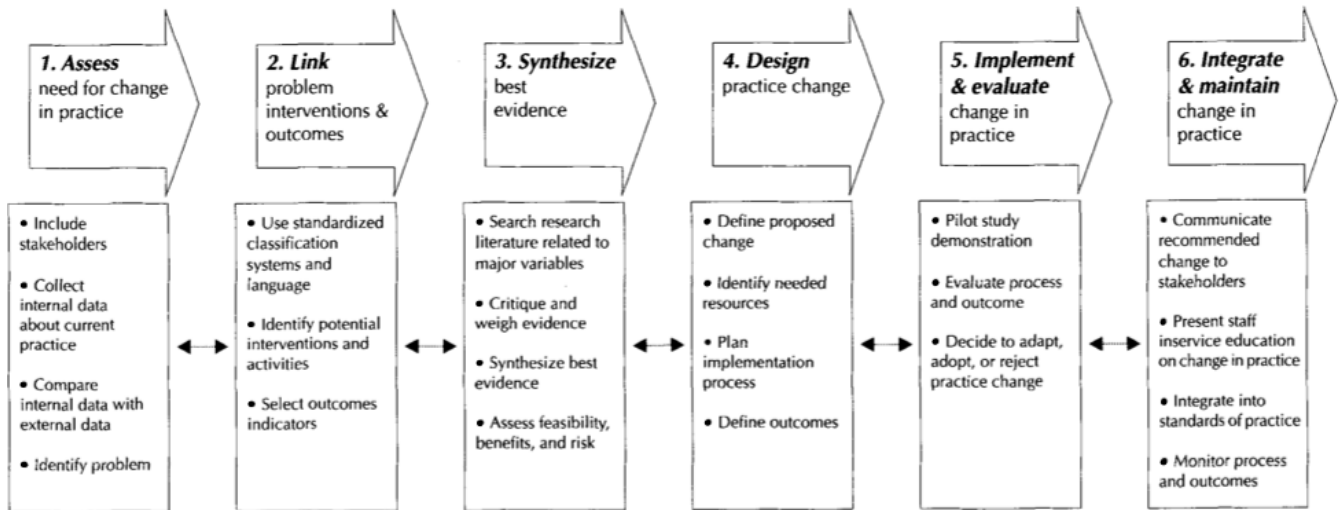 1. Assess
need for change
in practice
2. Link
problem
interventions &
outcomes
3. Synthesize
best
evidence
4. Design
practice change
5. Implement
& evaluate
change in
practice
6. Integrate
& maintain
change in
practice
• Include
stakeholders
• Collect
internal data
about current
practice
• Compare
internal data with
external data
• Identify problem
• Use standardized
classification
systems and
language
• Identify potential
interventions and
activities
• Select outcomes
indicators
• Search research
literature related to
major variables
• Critique and
weigh evidence
• Synthesize best
evidence
• Assess feasibility,
benefits, and risk
• Define proposed
change
• Identify needed
resources
• Plan
implementation
process
• Define outcomes
• Pilot study
demonstration
• Evaluate process
and outcome
• Decide to adapt,
adopt, or reject
practice change
• Communicate
recommended
change to
stakeholders
• Present staff
inservice education
on change in practice
• Integrate into
standards of practice
• Monitor process
and outcomes